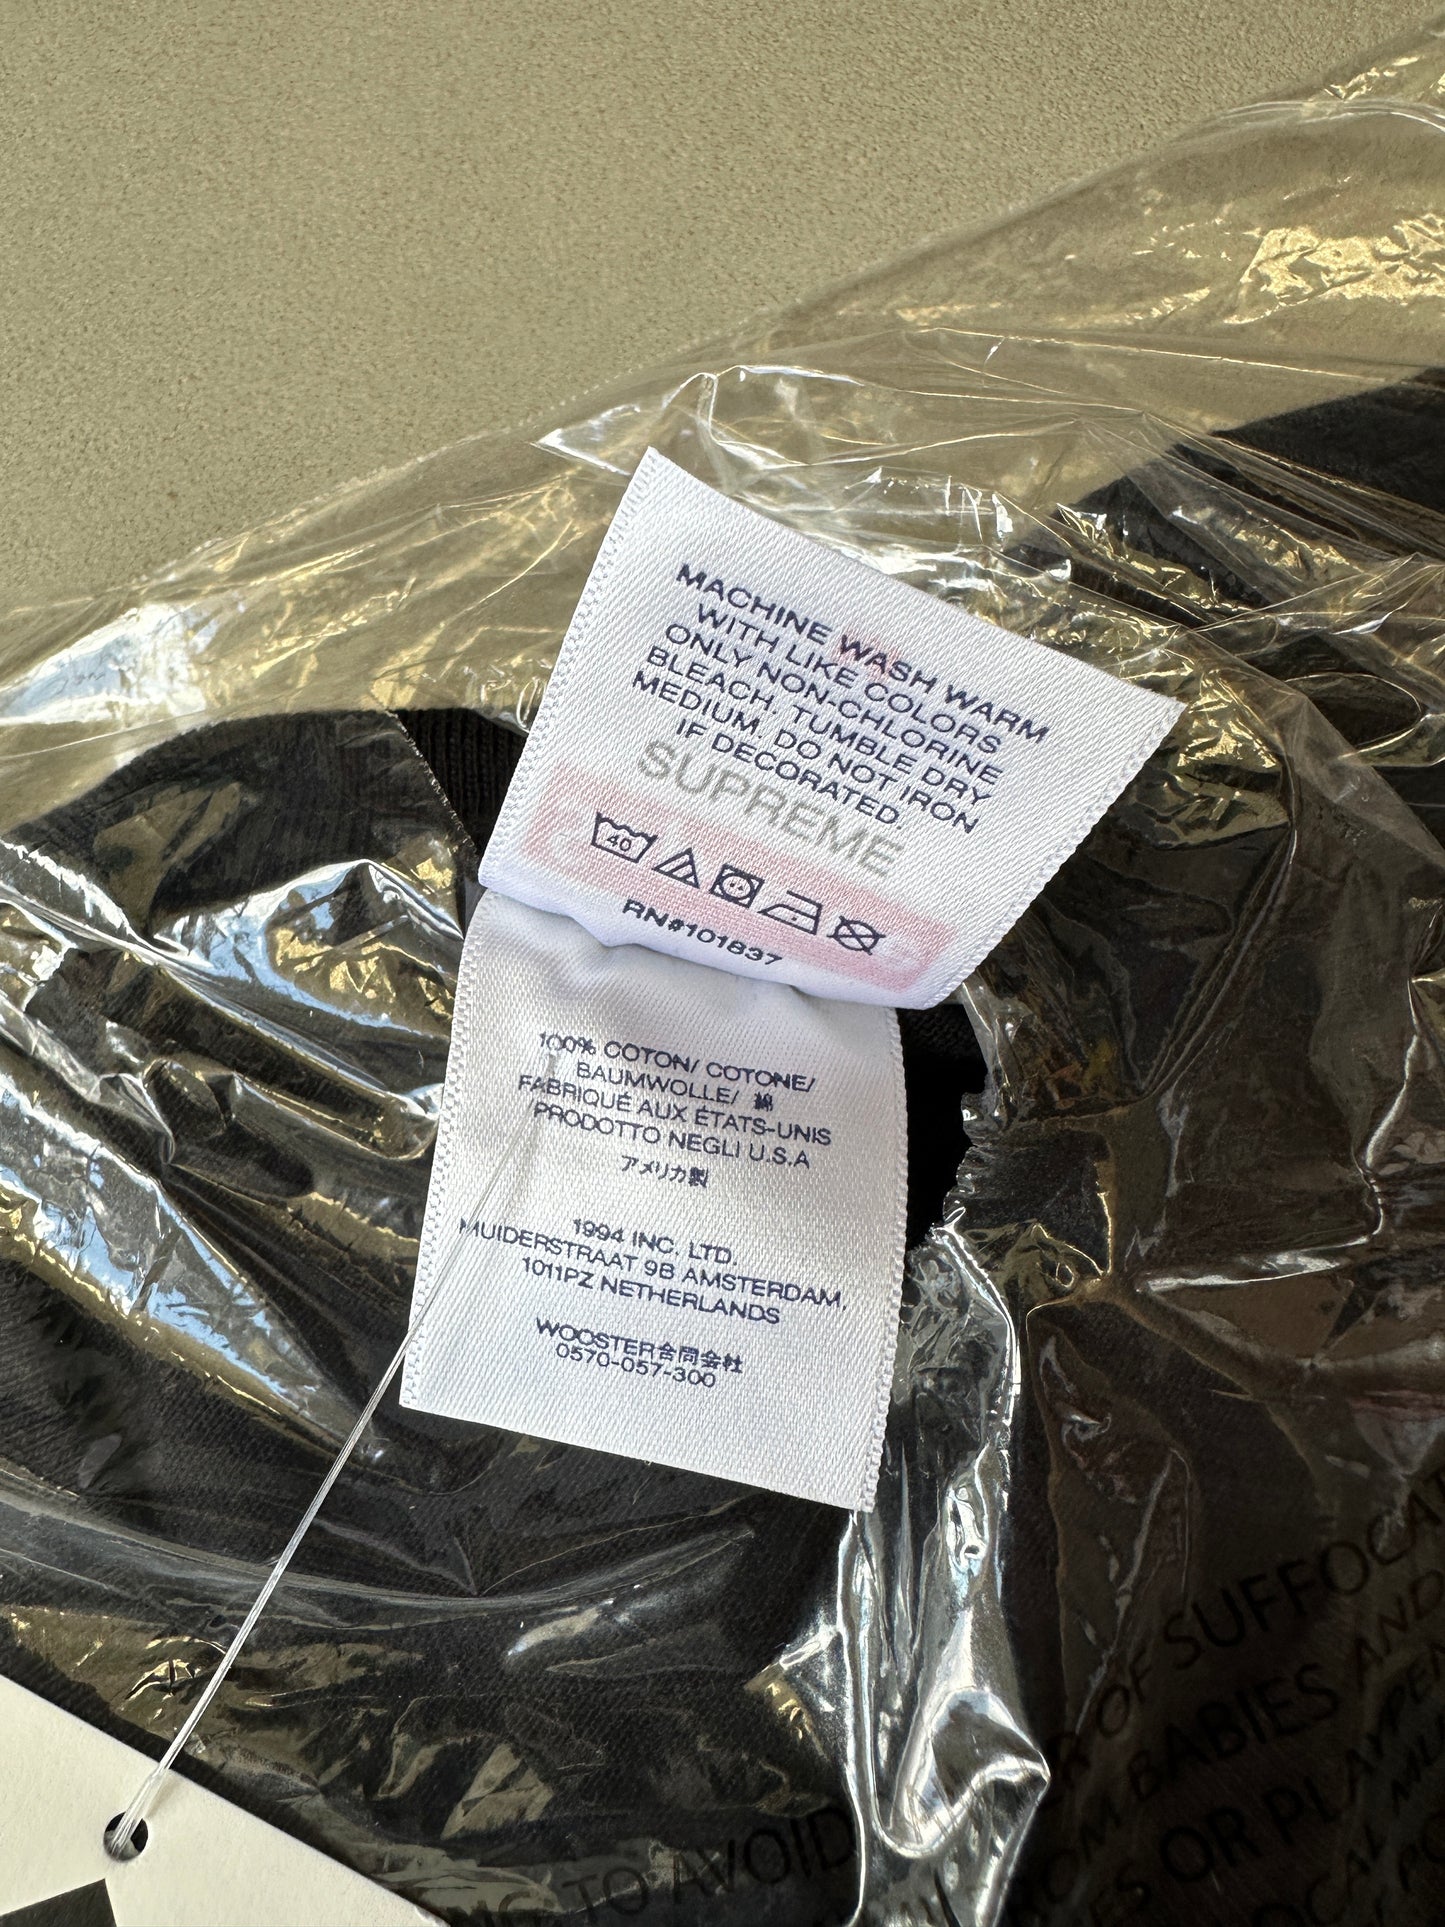 MACHINE WASH WARM
WITH LIKE COLORS
ONLY NON-CHLORINE
BLEACH, TUMBLE DRY
MEDIUM. DO NOT IRON
IF DECORATED.
SUPREME
40
RN#101837
100% COTON/ COTONE/
BAUMWOLLE/ 綿
FABRIQUÉ AUX ÉTATS-UNIS
PRODOTTO NEGLI U.S.A
アメリカ製
1994 INC. LTD.
MUIDERSTRAAT 9B AMSTERDAM,
1011PZ NETHERLANDS
WOOSTER合同会社
0570-057-300
OF SUFFOCAT
BABIES AND
OR PLAYPEN
TO AVOID